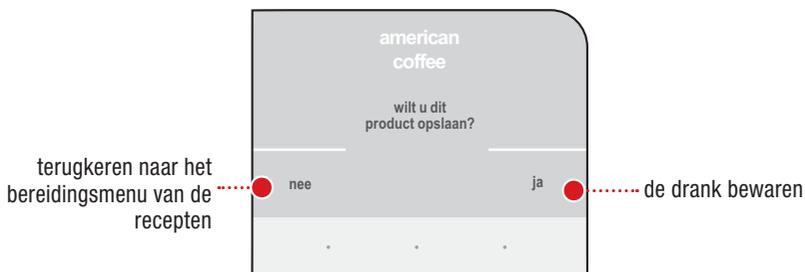 american
coffee
wilt u dit
product opslaan?
terugkeren naar het
bereidingsmenu van de
recepten
nee
ja
de drank bewaren